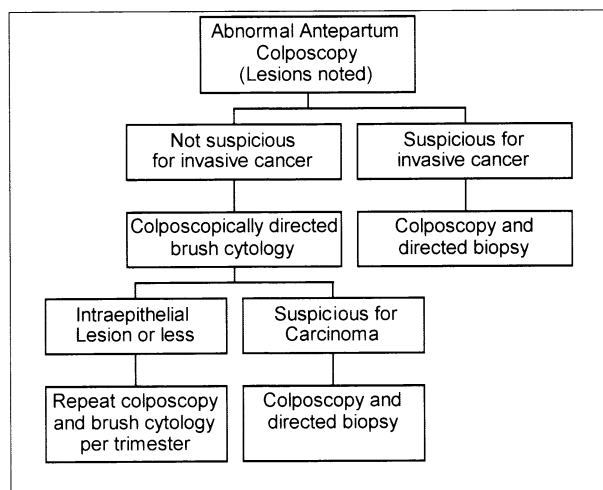 Abnormal Antepartum
Colposcopy
(Lesions noted)
Not suspicious
for invasive cancer
Suspicious for
invasive cancer
Colposcopically directed
brush cytology
Colposcopy and
directed biopsy
Intraepithelial
Lesion or less
Suspicious for
Carcinoma
Repeat colposcopy
and brush cytology
per trimester
Colposcopy and
directed biopsy